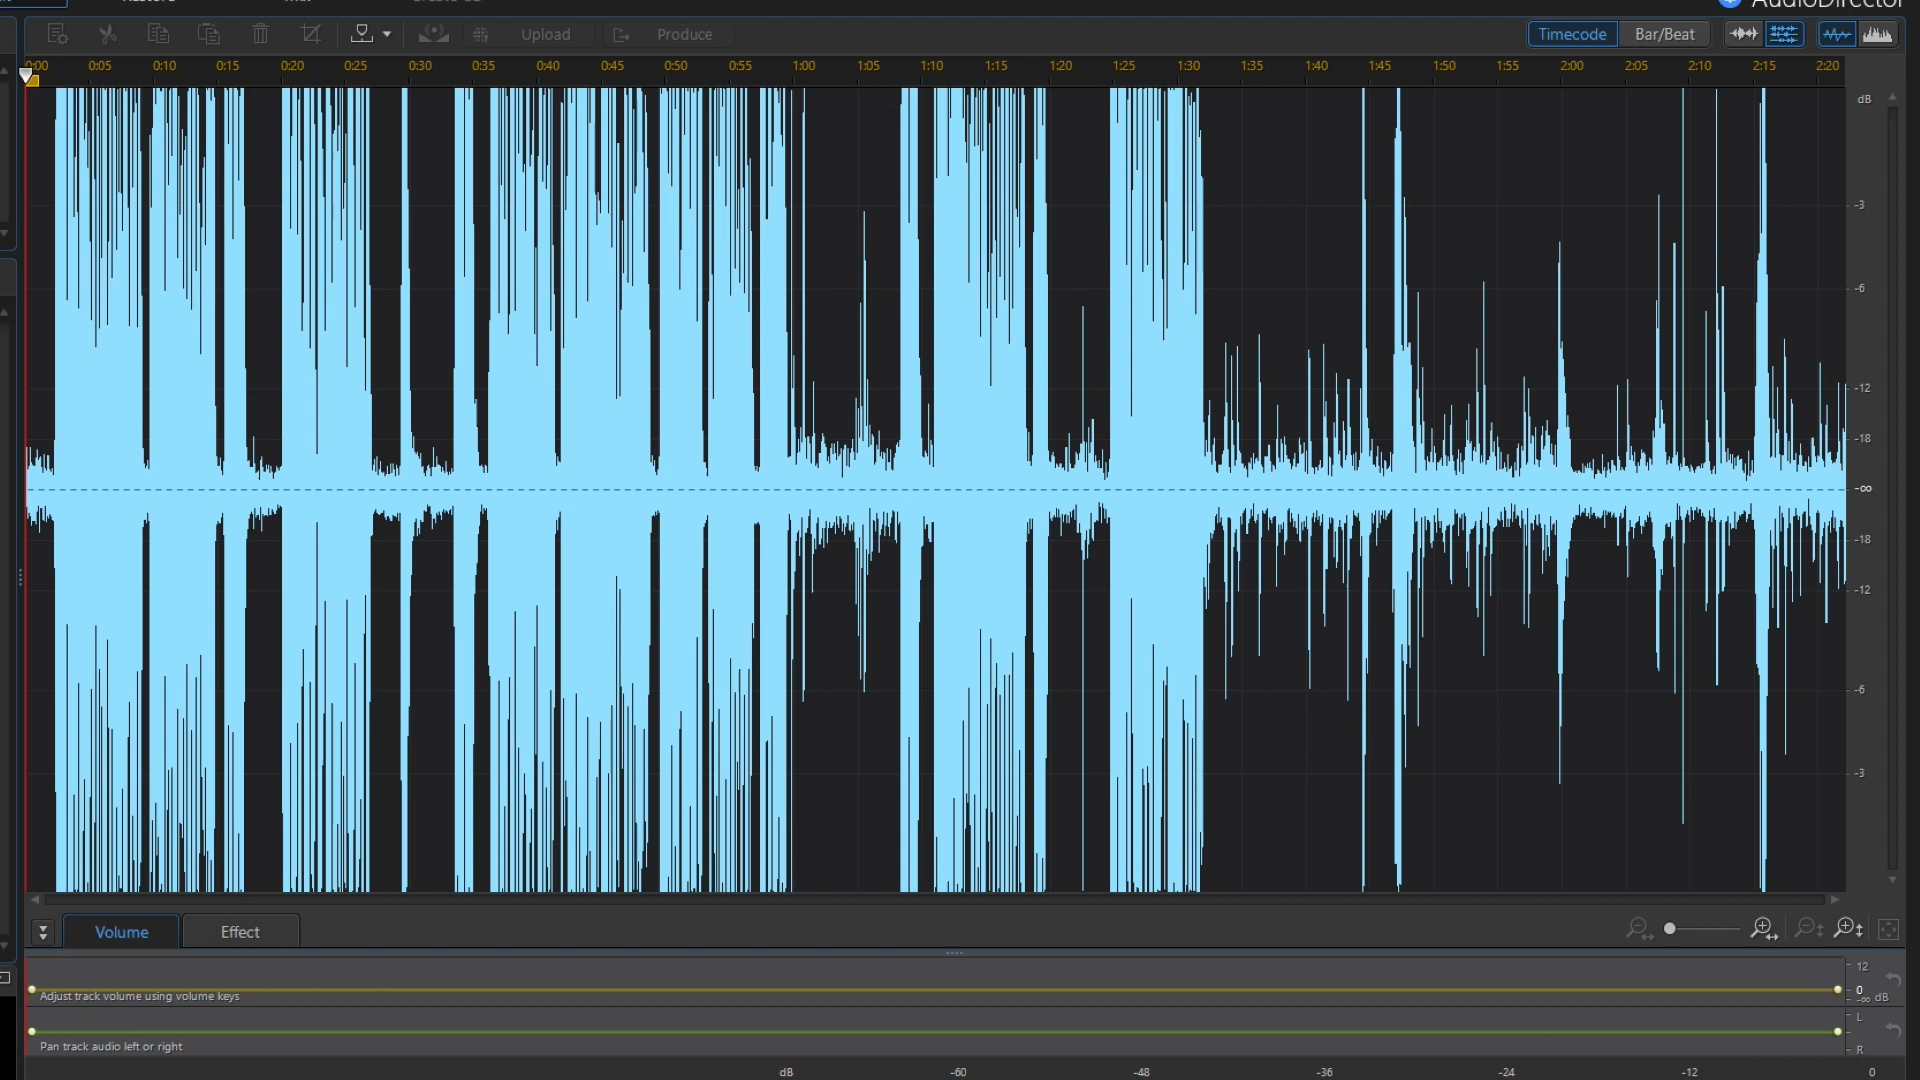 AudioDirector
Upload
Produce
Timecode
Bar/Beat
0:00 0:05 0:10 0:15 0:20 0:25 0:30 0:35 0:40 0:45 0:50 0:55 1:00 1:05 1:10 1:15 1:20 1:25 1:30 1:35 1:40 1:45 1:50 1:55 2:00 2:05 2:10 2:15 2:20
dB
-3
-6
-12
-18
-∞
-18
-12
-6
-3
Volume
Effect
12
0
-∞ dB
Adjust track volume using volume keys
L
R
Pan track audio left or right
dB -60 -48 -36 -24 -12 0